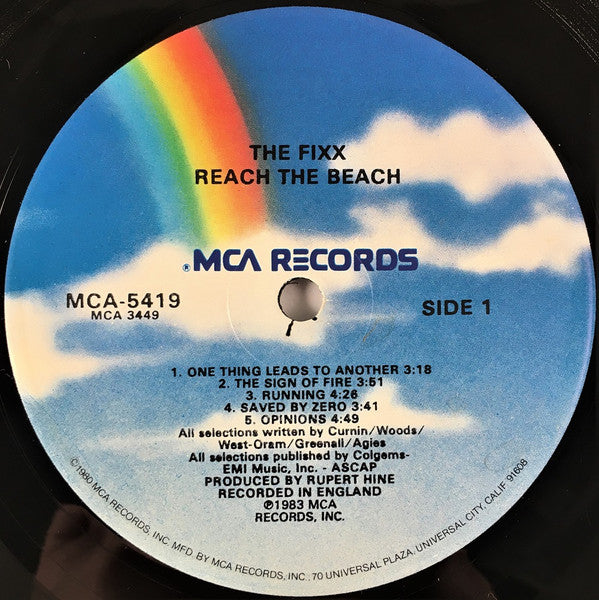 THE FIXX
REACH THE BEACH
® MCA RECORDS
MCA-5419
MCA 3449
SIDE 1
1. ONE THING LEADS TO ANOTHER 3:18
2. THE SIGN OF FIRE 3:51
3. RUNNING 4:26
4. SAVED BY ZERO 3:41
5. OPINIONS 4:49
All selections written by Curnin/Woods/
West-Oram/Greenall/Agies
All selections published by Colgems-
EMI Music, Inc. - ASCAP
PRODUCED BY RUPERT HINE
RECORDED IN ENGLAND
℗1983 MCA
RECORDS, INC.
©1980 MCA RECORDS, INC. MFD. BY MCA RECORDS, INC., 70 UNIVERSAL PLAZA, UNIVERSAL CITY, CALIF. 91608